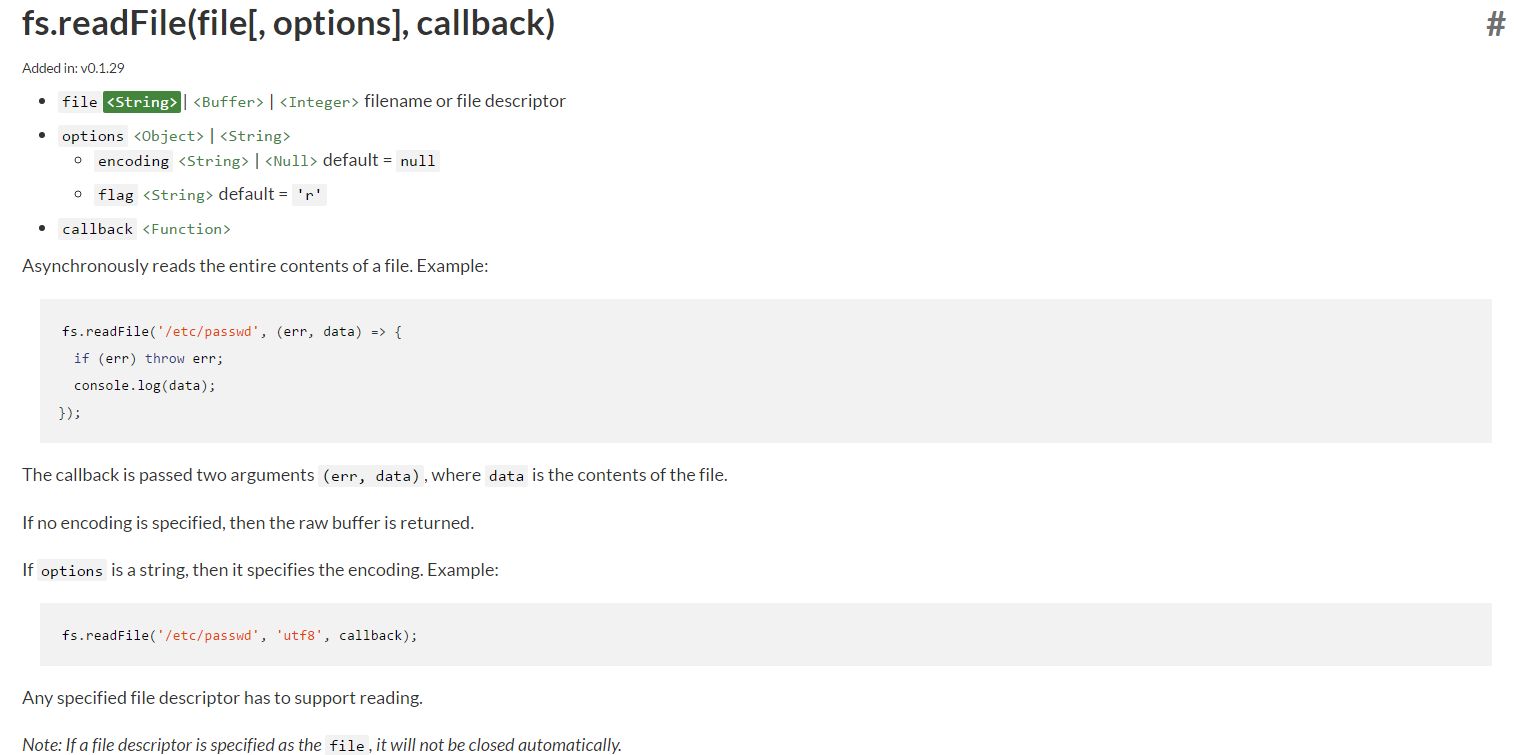 fs.readFile(file[, options], callback) #
Added in: v0.1.29
• file <String> | <Buffer> | <Integer> filename or file descriptor
• options <Object> | <String>
◦ encoding <String> | <Null> default = null
◦ flag <String> default = 'r'
• callback <Function>
Asynchronously reads the entire contents of a file. Example:
fs.readFile('/etc/passwd', (err, data) => {
  if (err) throw err;
  console.log(data);
});
The callback is passed two arguments (err, data), where data is the contents of the file.
If no encoding is specified, then the raw buffer is returned.
If options is a string, then it specifies the encoding. Example:
fs.readFile('/etc/passwd', 'utf8', callback);
Any specified file descriptor has to support reading.
Note: If a file descriptor is specified as the file, it will not be closed automatically.